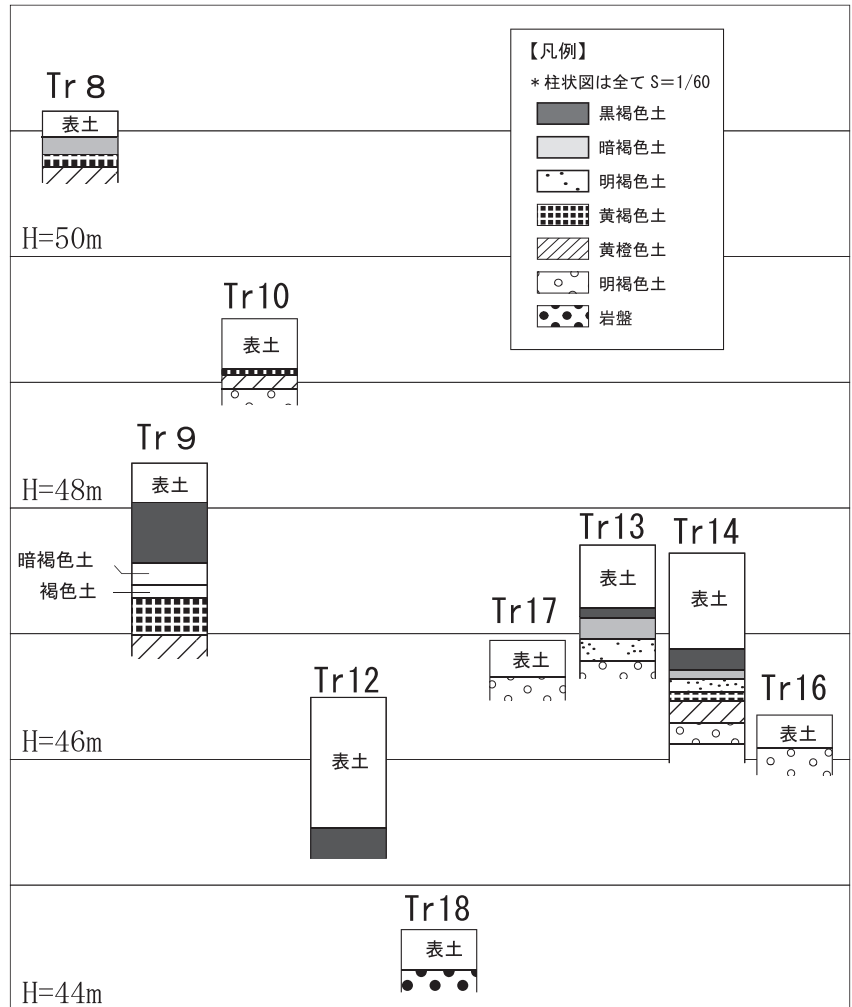 Tr 8
表土
H=50m
【凡例】
*柱状図は全てS=1/60
黒褐色土
暗褐色土
明褐色土
黄褐色土
黄橙色土
明褐色土
岩盤
Tr10
表土
Tr 9
表土
H=48m
暗褐色土
褐色土
Tr13
表土
Tr14
表土
Tr17
表土
Tr12
表土
Tr16
表土
H=46m
Tr18
表土
H=44m